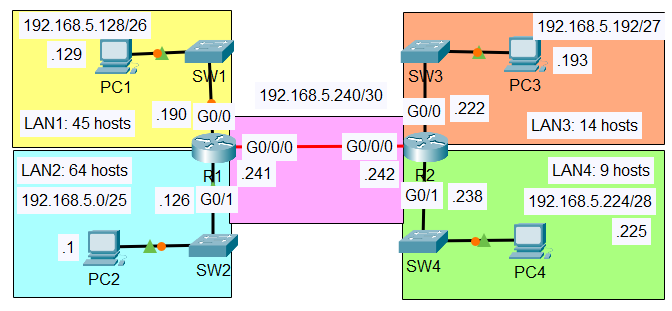 192.168.5.128/26
.129
PC1
SW1
.190
G0/0
LAN1: 45 hosts
192.168.5.240/30
192.168.5.192/27
SW3
.193
PC3
G0/0
.222
LAN3: 14 hosts
G0/0/0
R1
.241
G0/0/0
R2
.242
LAN2: 64 hosts
192.168.5.0/25
.126
G0/1
.1
PC2
SW2
LAN4: 9 hosts
G0/1
.238
192.168.5.224/28
.225
SW4
PC4